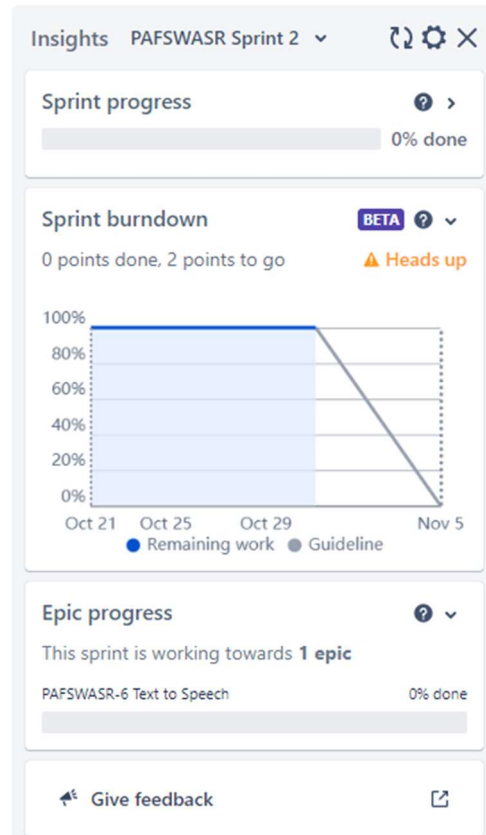 Insights PAFSWASR Sprint 2
Sprint progress
0% done
Sprint burndown BETA
0 points done, 2 points to go Heads up
100%
80%
60%
40%
20%
0%
Oct 21 Oct 25 Oct 29 Nov 5
Remaining work Guideline
Epic progress
This sprint is working towards 1 epic
PAFSWASR-6 Text to Speech 0% done
Give feedback